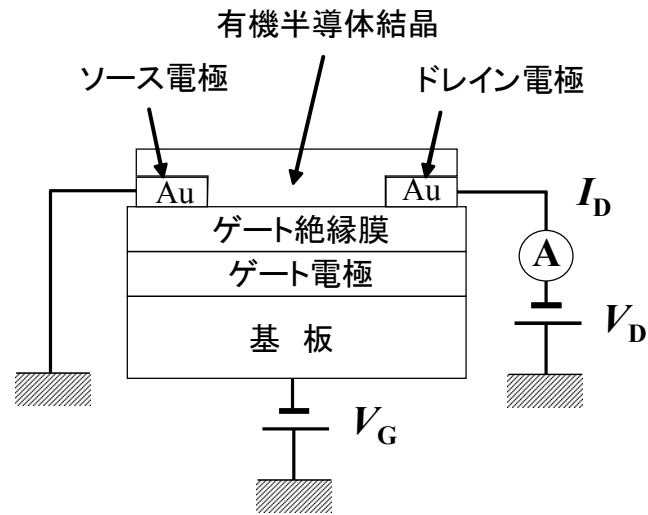 有機半導体結晶
ソース電極
ドレイン電極
Au
Au
I_D
ゲート絶縁膜
A
ゲート電極
V_D
基 板
V_G